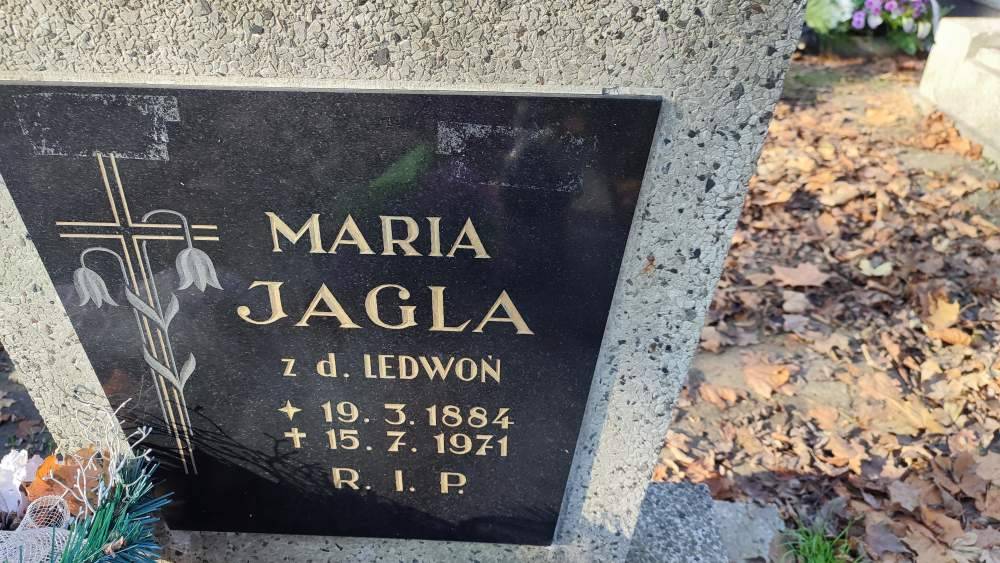 MARIA
JAGLA
z d. LEDWOŃ
✦ 19. 3. 1884
✝ 15. 7. 1971
R. I. P.